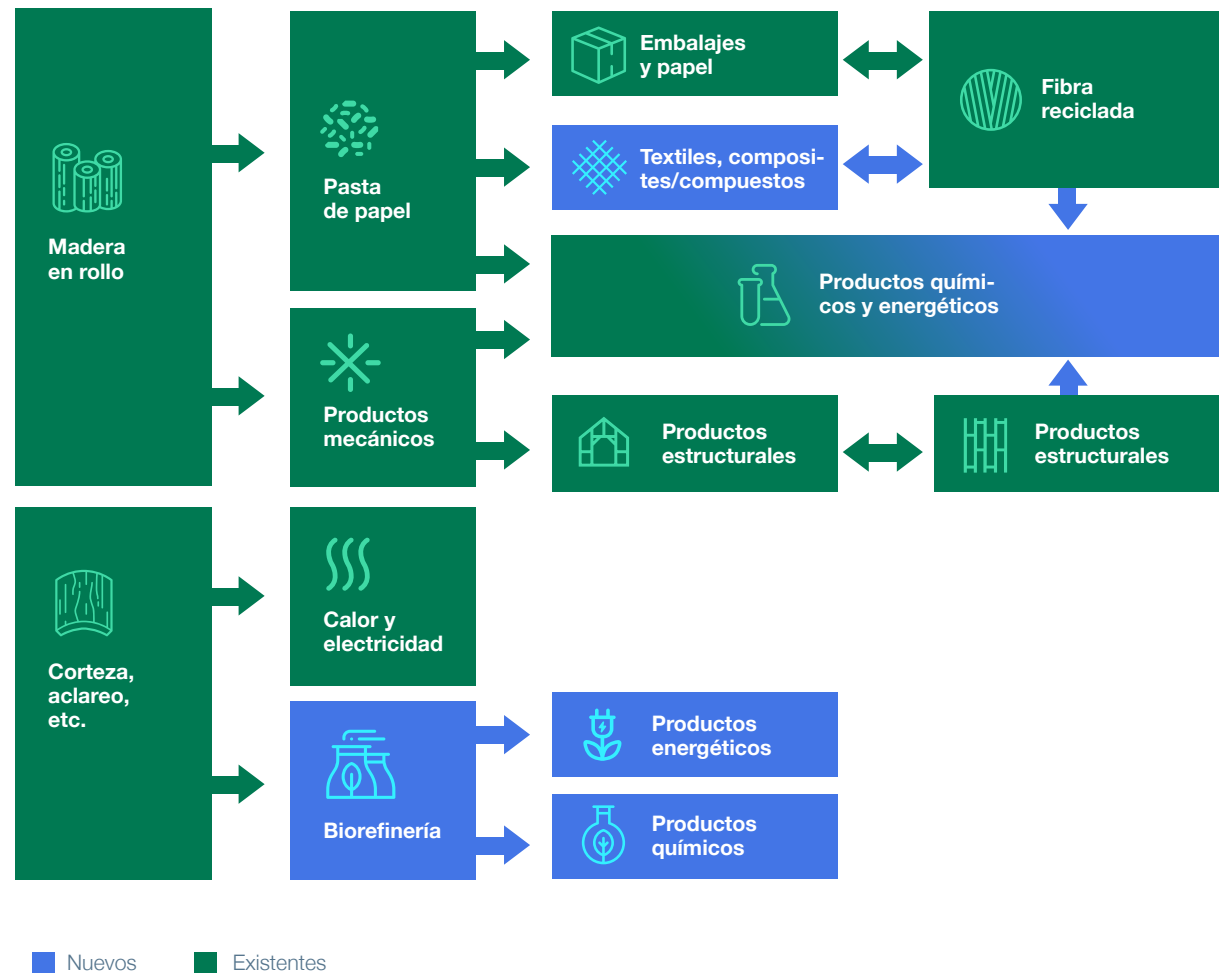 Madera
en rollo
Pasta
de papel
Productos
mecánicos
Embalajes
y papel
Fibra
reciclada
Textiles, composi-
tes/compuestos
Productos quími-
cos y energéticos
Productos
estructurales
Productos
estructurales
Corteza,
aclareo,
etc.
Calor y
electricidad
Biorefinería
Productos
energéticos
Productos
químicos
Nuevos
Existentes